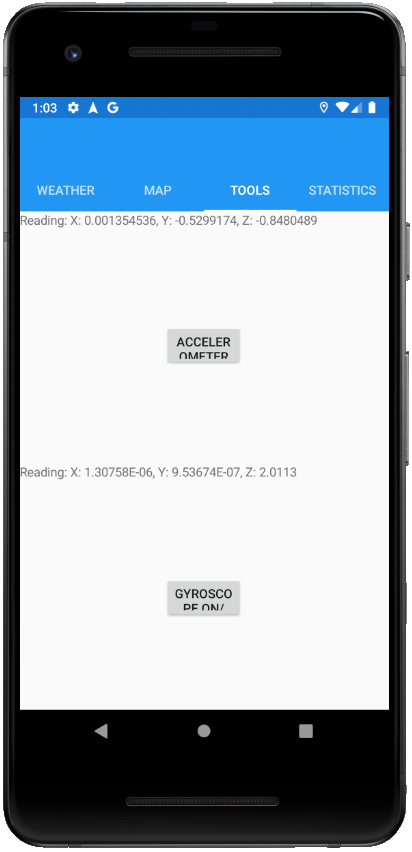 1:03
WEATHER MAP TOOLS STATISTICS
Reading: X: 0.001354536, Y: -0.5299174, Z: -0.8480489
ACCELER
OMETER
Reading: X: 1.30758E-06, Y: 9.53674E-07, Z: 2.0113
GYROSCO
PE ON/